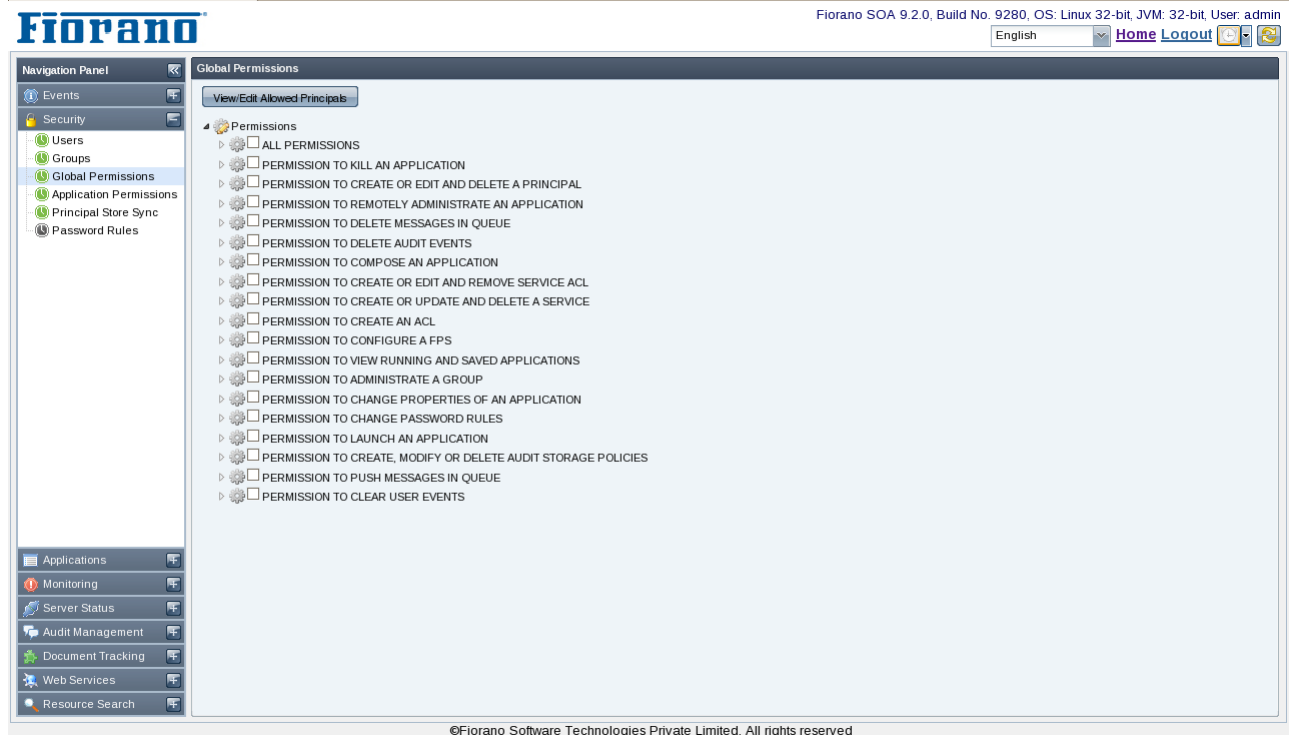 Fiorano
Fiorano SOA 9.2.0, Build No. 9280, OS: Linux 32-bit, JVM: 32-bit, User: admin
English Home Logout
Navigation Panel
Events
Security
Users
Groups
Global Permissions
Application Permissions
Principal Store Sync
Password Rules
Applications
Monitoring
Server Status
Audit Management
Document Tracking
Web Services
Resource Search
Global Permissions
View/Edit Allowed Principals
Permissions
ALL PERMISSIONS
PERMISSION TO KILL AN APPLICATION
PERMISSION TO CREATE OR EDIT AND DELETE A PRINCIPAL
PERMISSION TO REMOTELY ADMINISTRATE AN APPLICATION
PERMISSION TO DELETE MESSAGES IN QUEUE
PERMISSION TO DELETE AUDIT EVENTS
PERMISSION TO COMPOSE AN APPLICATION
PERMISSION TO CREATE OR EDIT AND REMOVE SERVICE ACL
PERMISSION TO CREATE OR UPDATE AND DELETE A SERVICE
PERMISSION TO CREATE AN ACL
PERMISSION TO CONFIGURE A FPS
PERMISSION TO VIEW RUNNING AND SAVED APPLICATIONS
PERMISSION TO ADMINISTRATE A GROUP
PERMISSION TO CHANGE PROPERTIES OF AN APPLICATION
PERMISSION TO CHANGE PASSWORD RULES
PERMISSION TO LAUNCH AN APPLICATION
PERMISSION TO CREATE, MODIFY OR DELETE AUDIT STORAGE POLICIES
PERMISSION TO PUSH MESSAGES IN QUEUE
PERMISSION TO CLEAR USER EVENTS
©Fiorano Software Technologies Private Limited. All rights reserved